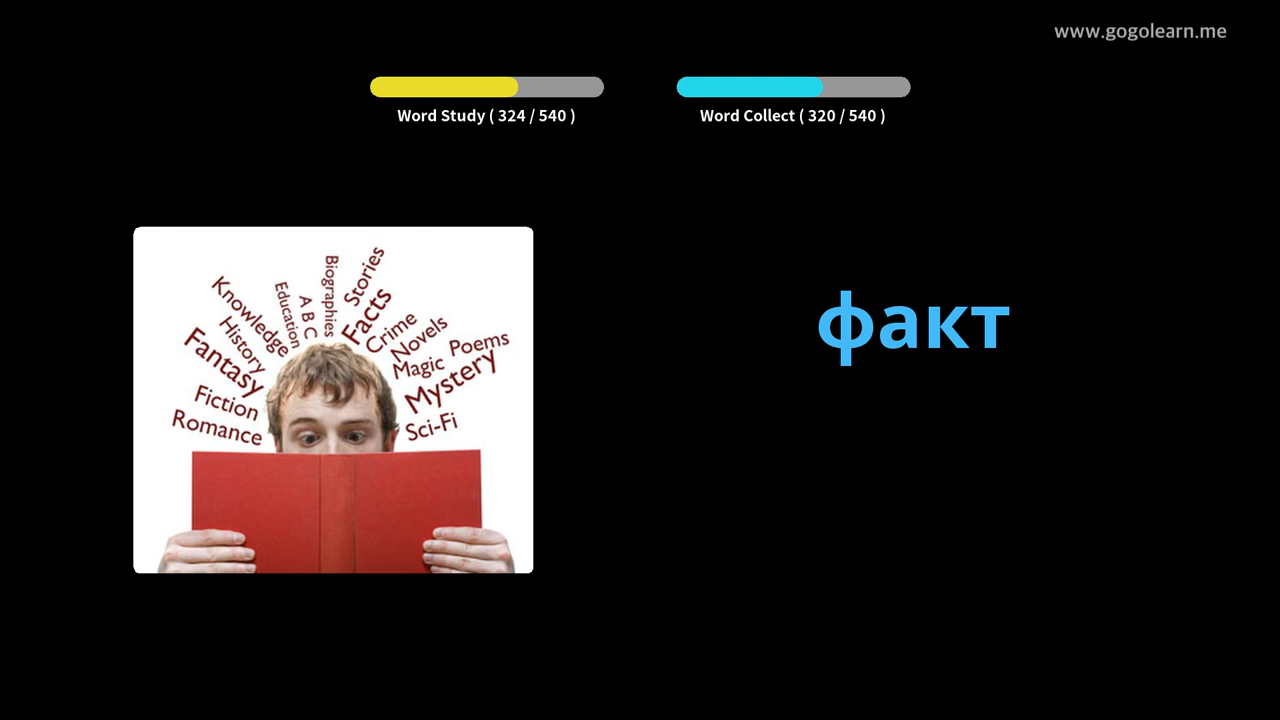 www.gogolearn.me
Word Study ( 324 / 540 )
Word Collect ( 320 / 540 )
Knowledge
Education
A B C
Biographies
Stories
Facts
Crime
Novels
Poems
History
Fantasy
Magic
Mystery
Fiction
Romance
Sci-Fi
факт